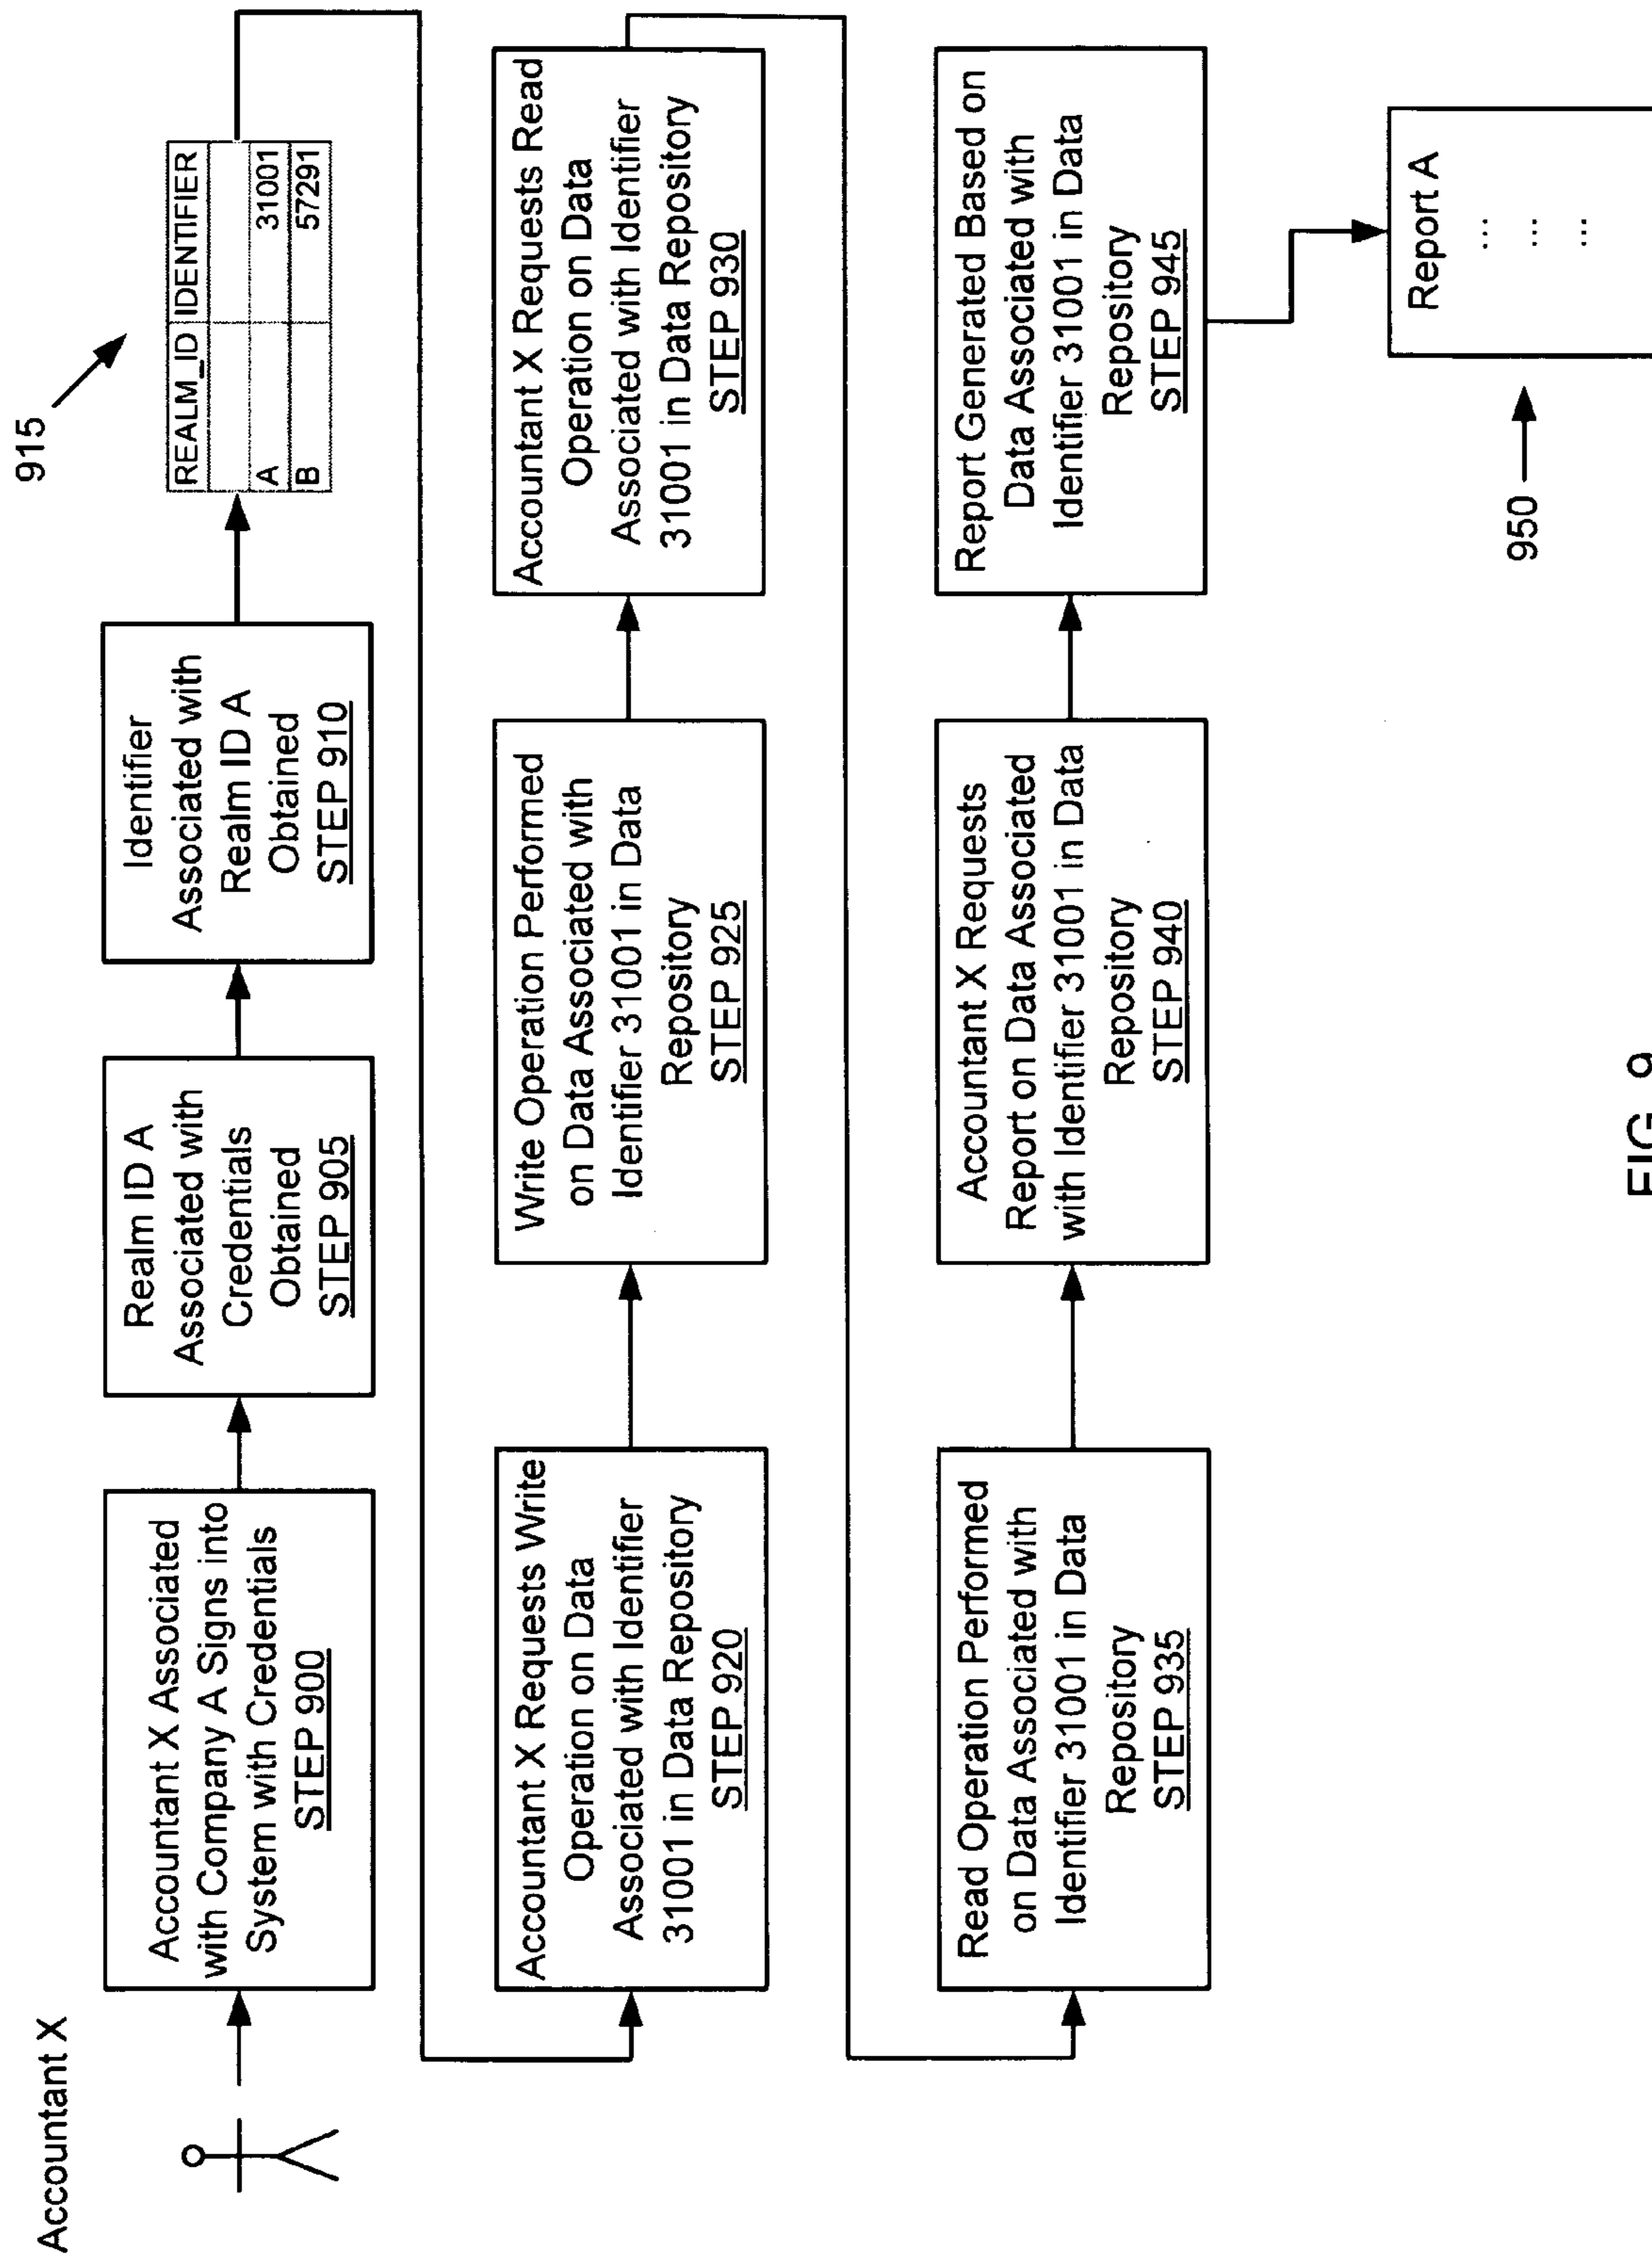 Accountant X
915
Accountant X Associated
with Company A Signs into
System with Credentials
STEP 900
Realm ID A
Associated with
Credentials
Obtained
STEP 905
Identifier
Associated with
Realm ID A
Obtained
STEP 910
REALM_ID IDENTIFIER
A 31001
B 57291
Accountant X Requests Write
Operation on Data
Associated with Identifier
31001 in Data Repository
STEP 920
Write Operation Performed
on Data Associated with
Identifier 31001 in Data
Repository
STEP 925
Accountant X Requests Read
Operation on Data
Associated with Identifier
31001 in Data Repository
STEP 930
Read Operation Performed
on Data Associated with
Identifier 31001 in Data
Repository
STEP 935
Accountant X Requests
Report on Data Associated
with Identifier 31001 in Data
Repository
STEP 940
Report Generated Based on
Data Associated with
Identifier 31001 in Data
Repository
STEP 945
950
Report A
...
...
...
FIG. 9